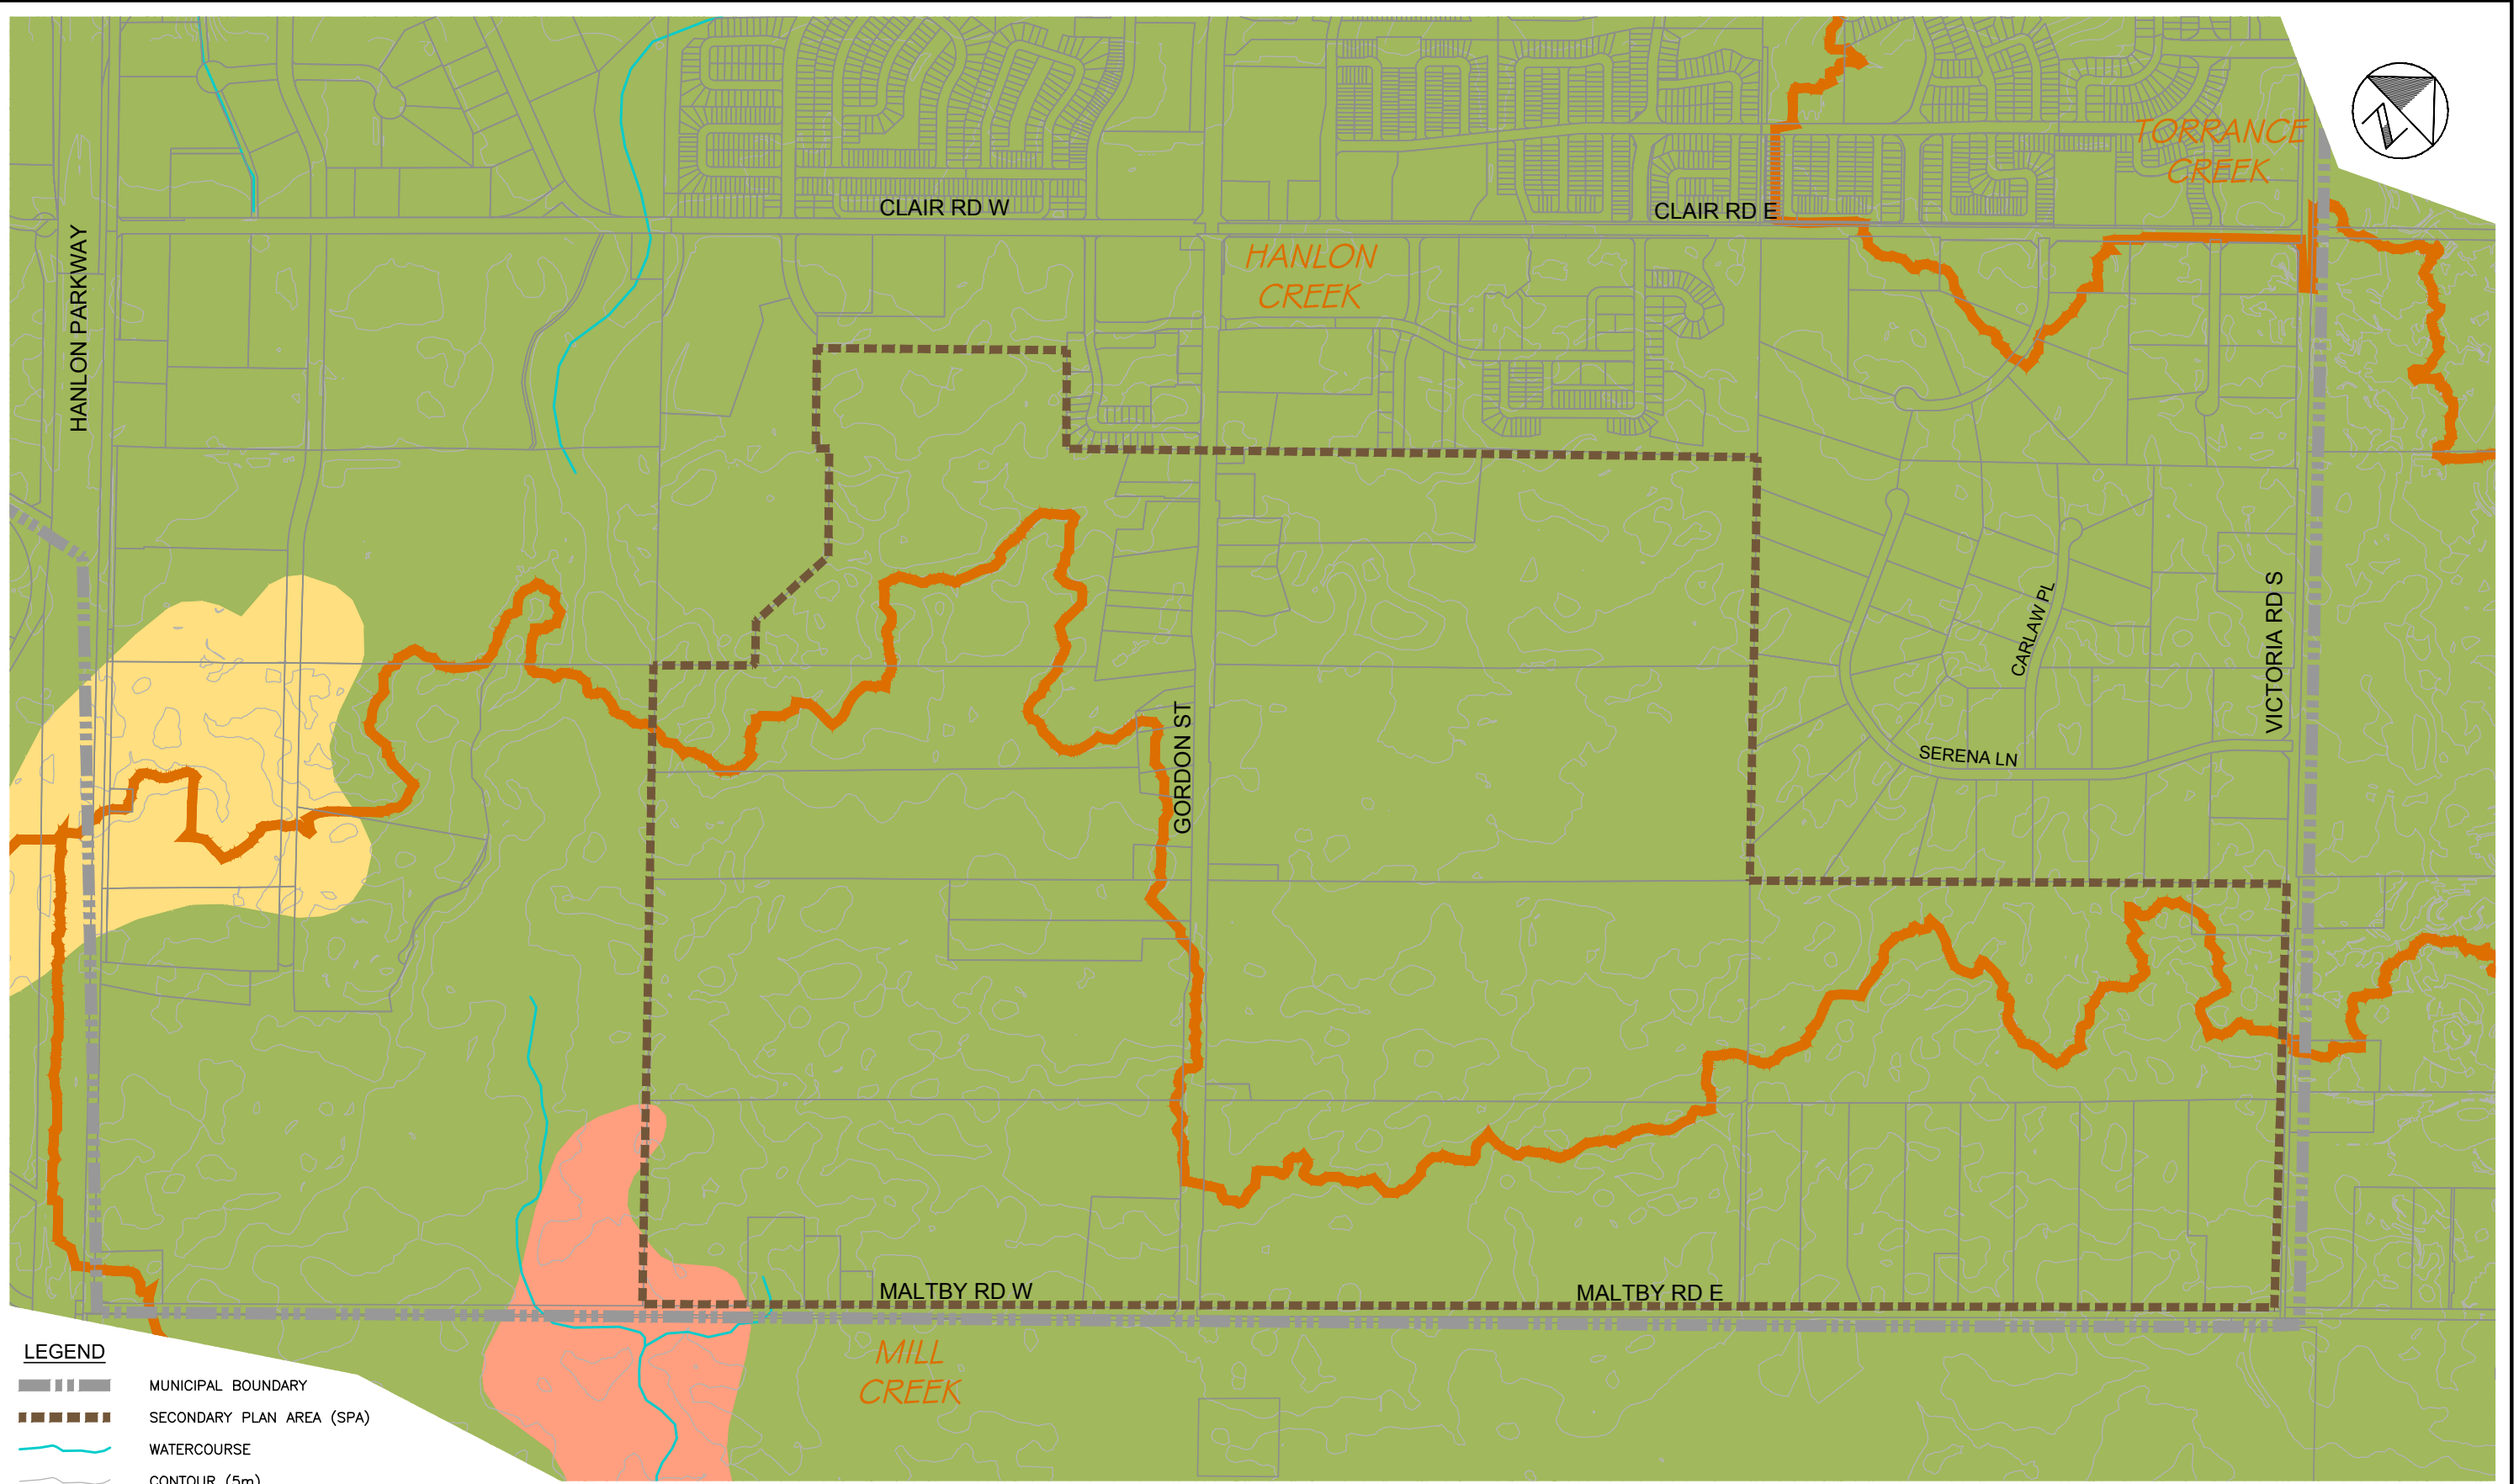 TORRANCE
CREEK
CLAIR RD W
CLAIR RD E
HANLON PARKWAY
HANLON
CREEK
CARLAW PL
VICTORIA RD S
GORDON ST
SERENA LN
MALTBY RD W
MALTBY RD E
MILL
CREEK
LEGEND
MUNICIPAL BOUNDARY
SECONDARY PLAN AREA (SPA)
WATERCOURSE
CONTOUR (5m)